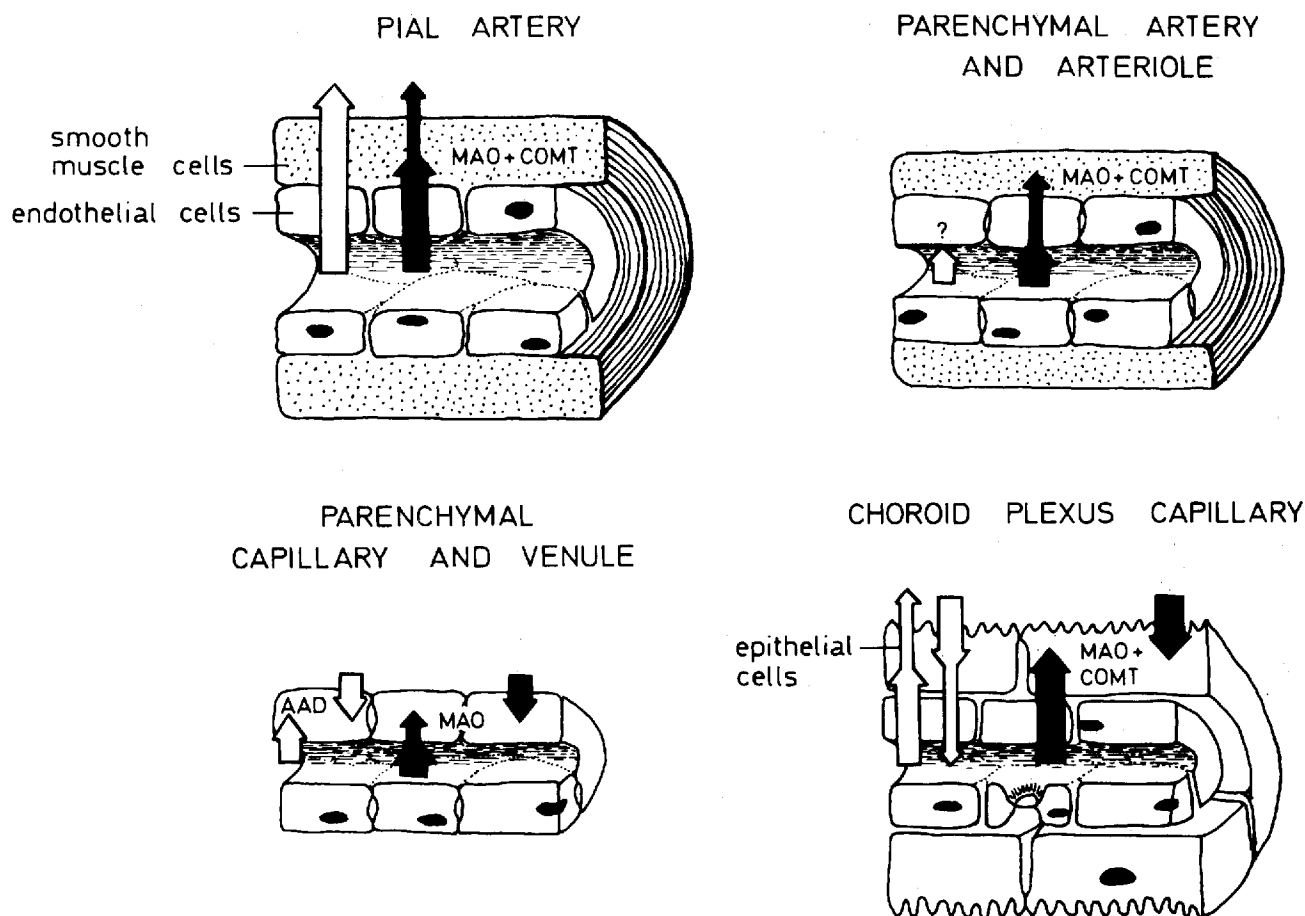 PIAL ARTERY
smooth
muscle cells
endothelial cells
MAO + COMT
PARENCHYMAL ARTERY
AND ARTERIOLE
MAO + COMT
?
PARENCHYMAL
CAPILLARY AND VENULE
AAD
MAO
CHOROID PLEXUS CAPILLARY
epithelial
cells
MAO +
COMT